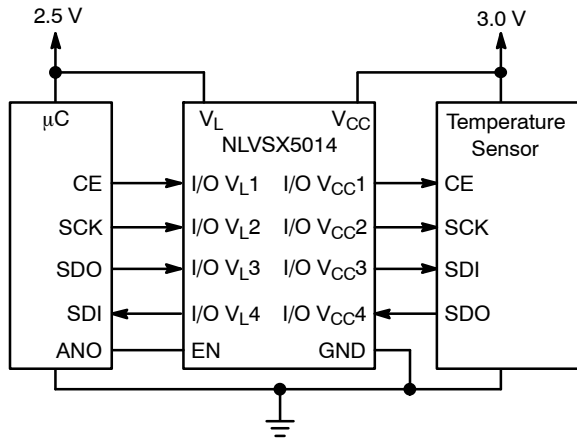 2.5 V
3.0 V
μC
VL
VCC
NLVSX5014
Temperature
Sensor
CE
I/O VL1
I/O VCC1
CE
SCK
I/O VL2
I/O VCC2
SCK
SDO
I/O VL3
I/O VCC3
SDI
SDI
I/O VL4
I/O VCC4
SDO
ANO
EN
GND